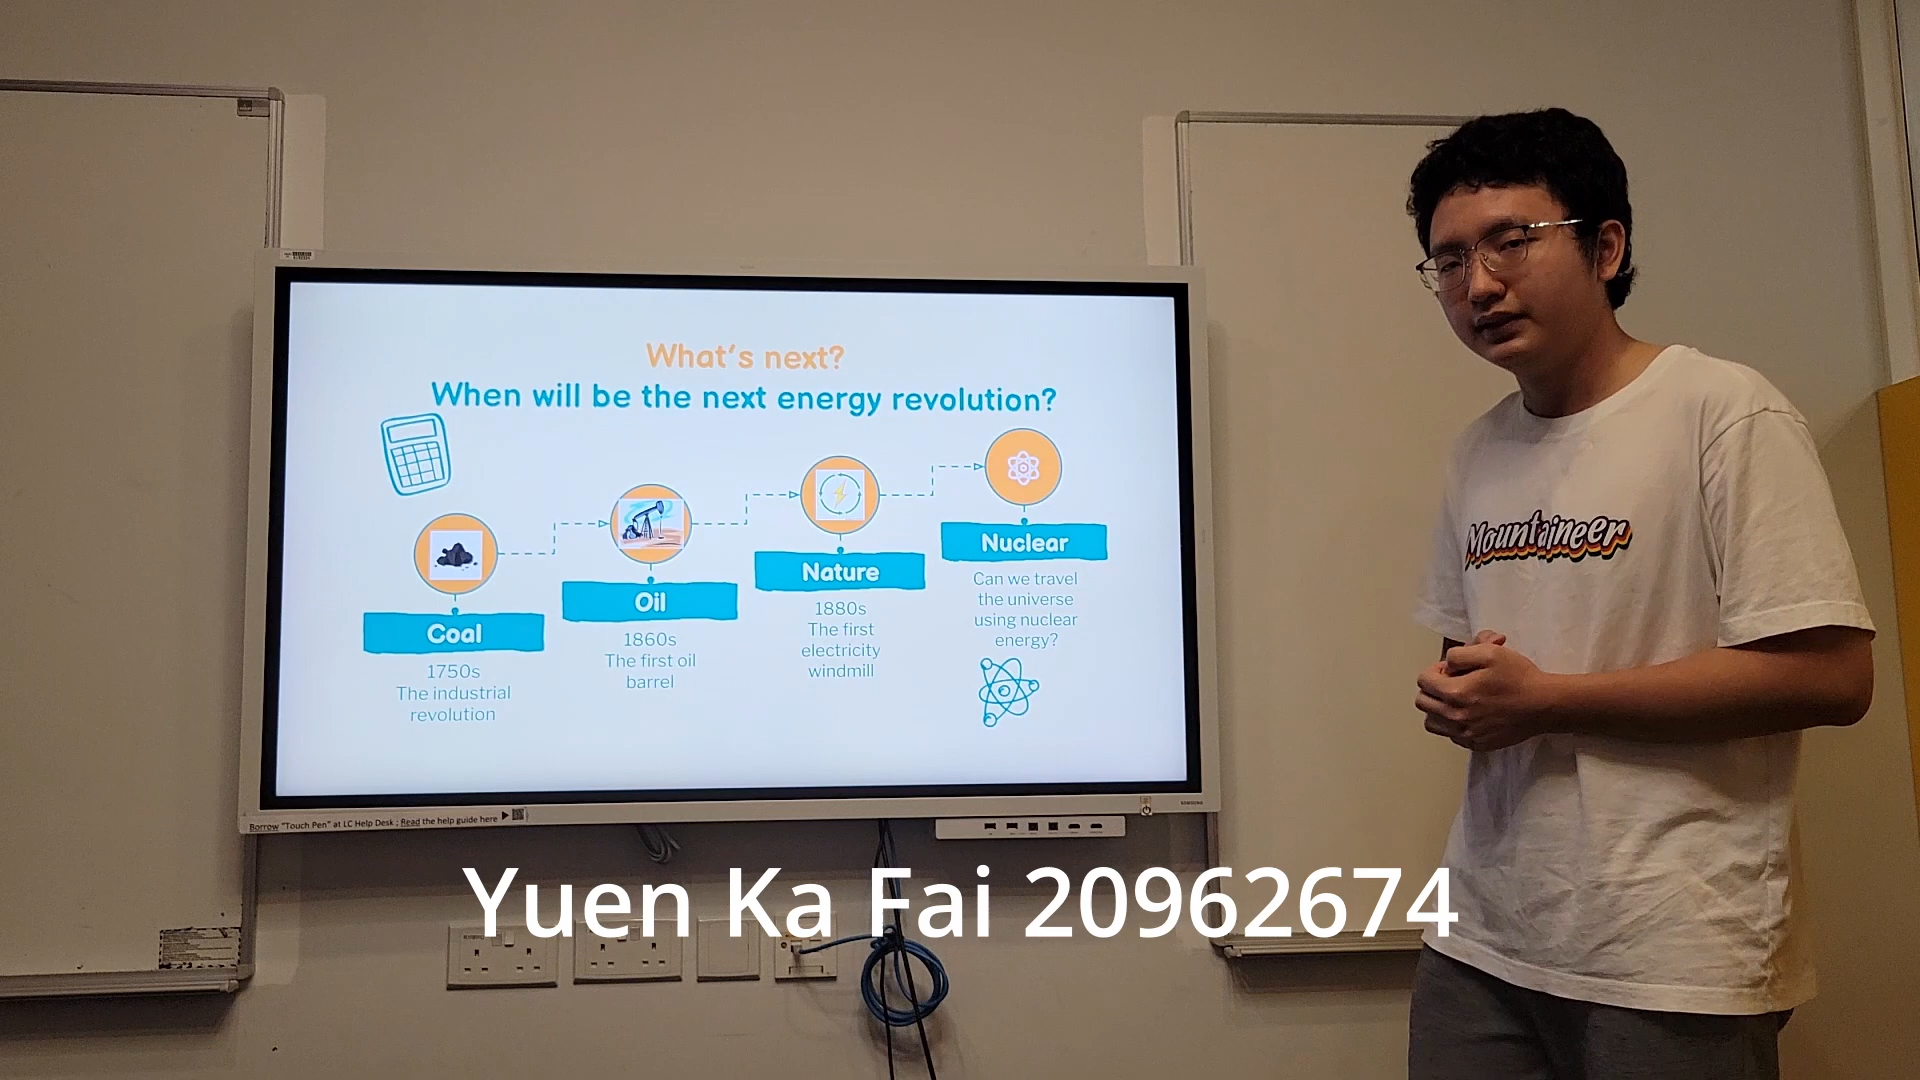 What's next?
When will be the next energy revolution?
Coal
1750s
The industrial
revolution
Oil
1860s
The first oil
barrel
Nature
1880s
The first
electricity
windmill
Nuclear
Can we travel
the universe
using nuclear
energy?
Mountaineer
Borrow "Touch Pen" at LC Help Desk ; Read the help guide here
SAMSUNG
Yuen Ka Fai 20962674